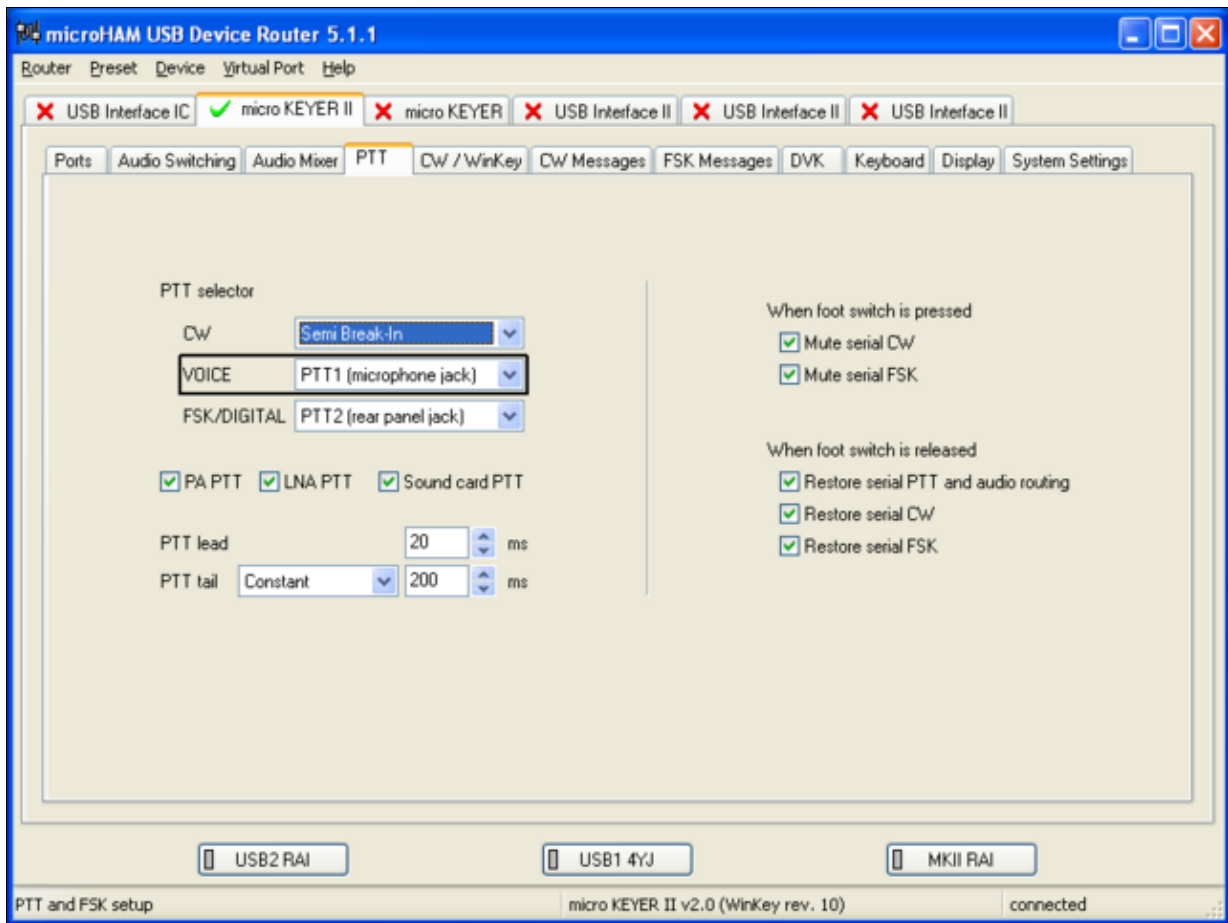 microHAM USB Device Router 5.1.1
Router Preset Device Virtual Port Help
USB Interface IC micro KEYER II micro KEYER USB Interface II USB Interface II USB Interface II
Ports Audio Switching Audio Mixer PTT CW / WinKey CW Messages FSK Messages DVK Keyboard Display System Settings
PTT selector
CW Semi Break-In
VOICE PTT1 (microphone jack)
FSK/DIGITAL PTT2 (rear panel jack)
PA PTT LNA PTT Sound card PTT
PTT lead 20 ms
PTT tail Constant 200 ms
When foot switch is pressed
Mute serial CW
Mute serial FSK
When foot switch is released
Restore serial PTT and audio routing
Restore serial CW
Restore serial FSK
USB2 RAI USB1 4YJ MKII RAI
PTT and FSK setup micro KEYER II v2.0 (WinKey rev. 10) connected